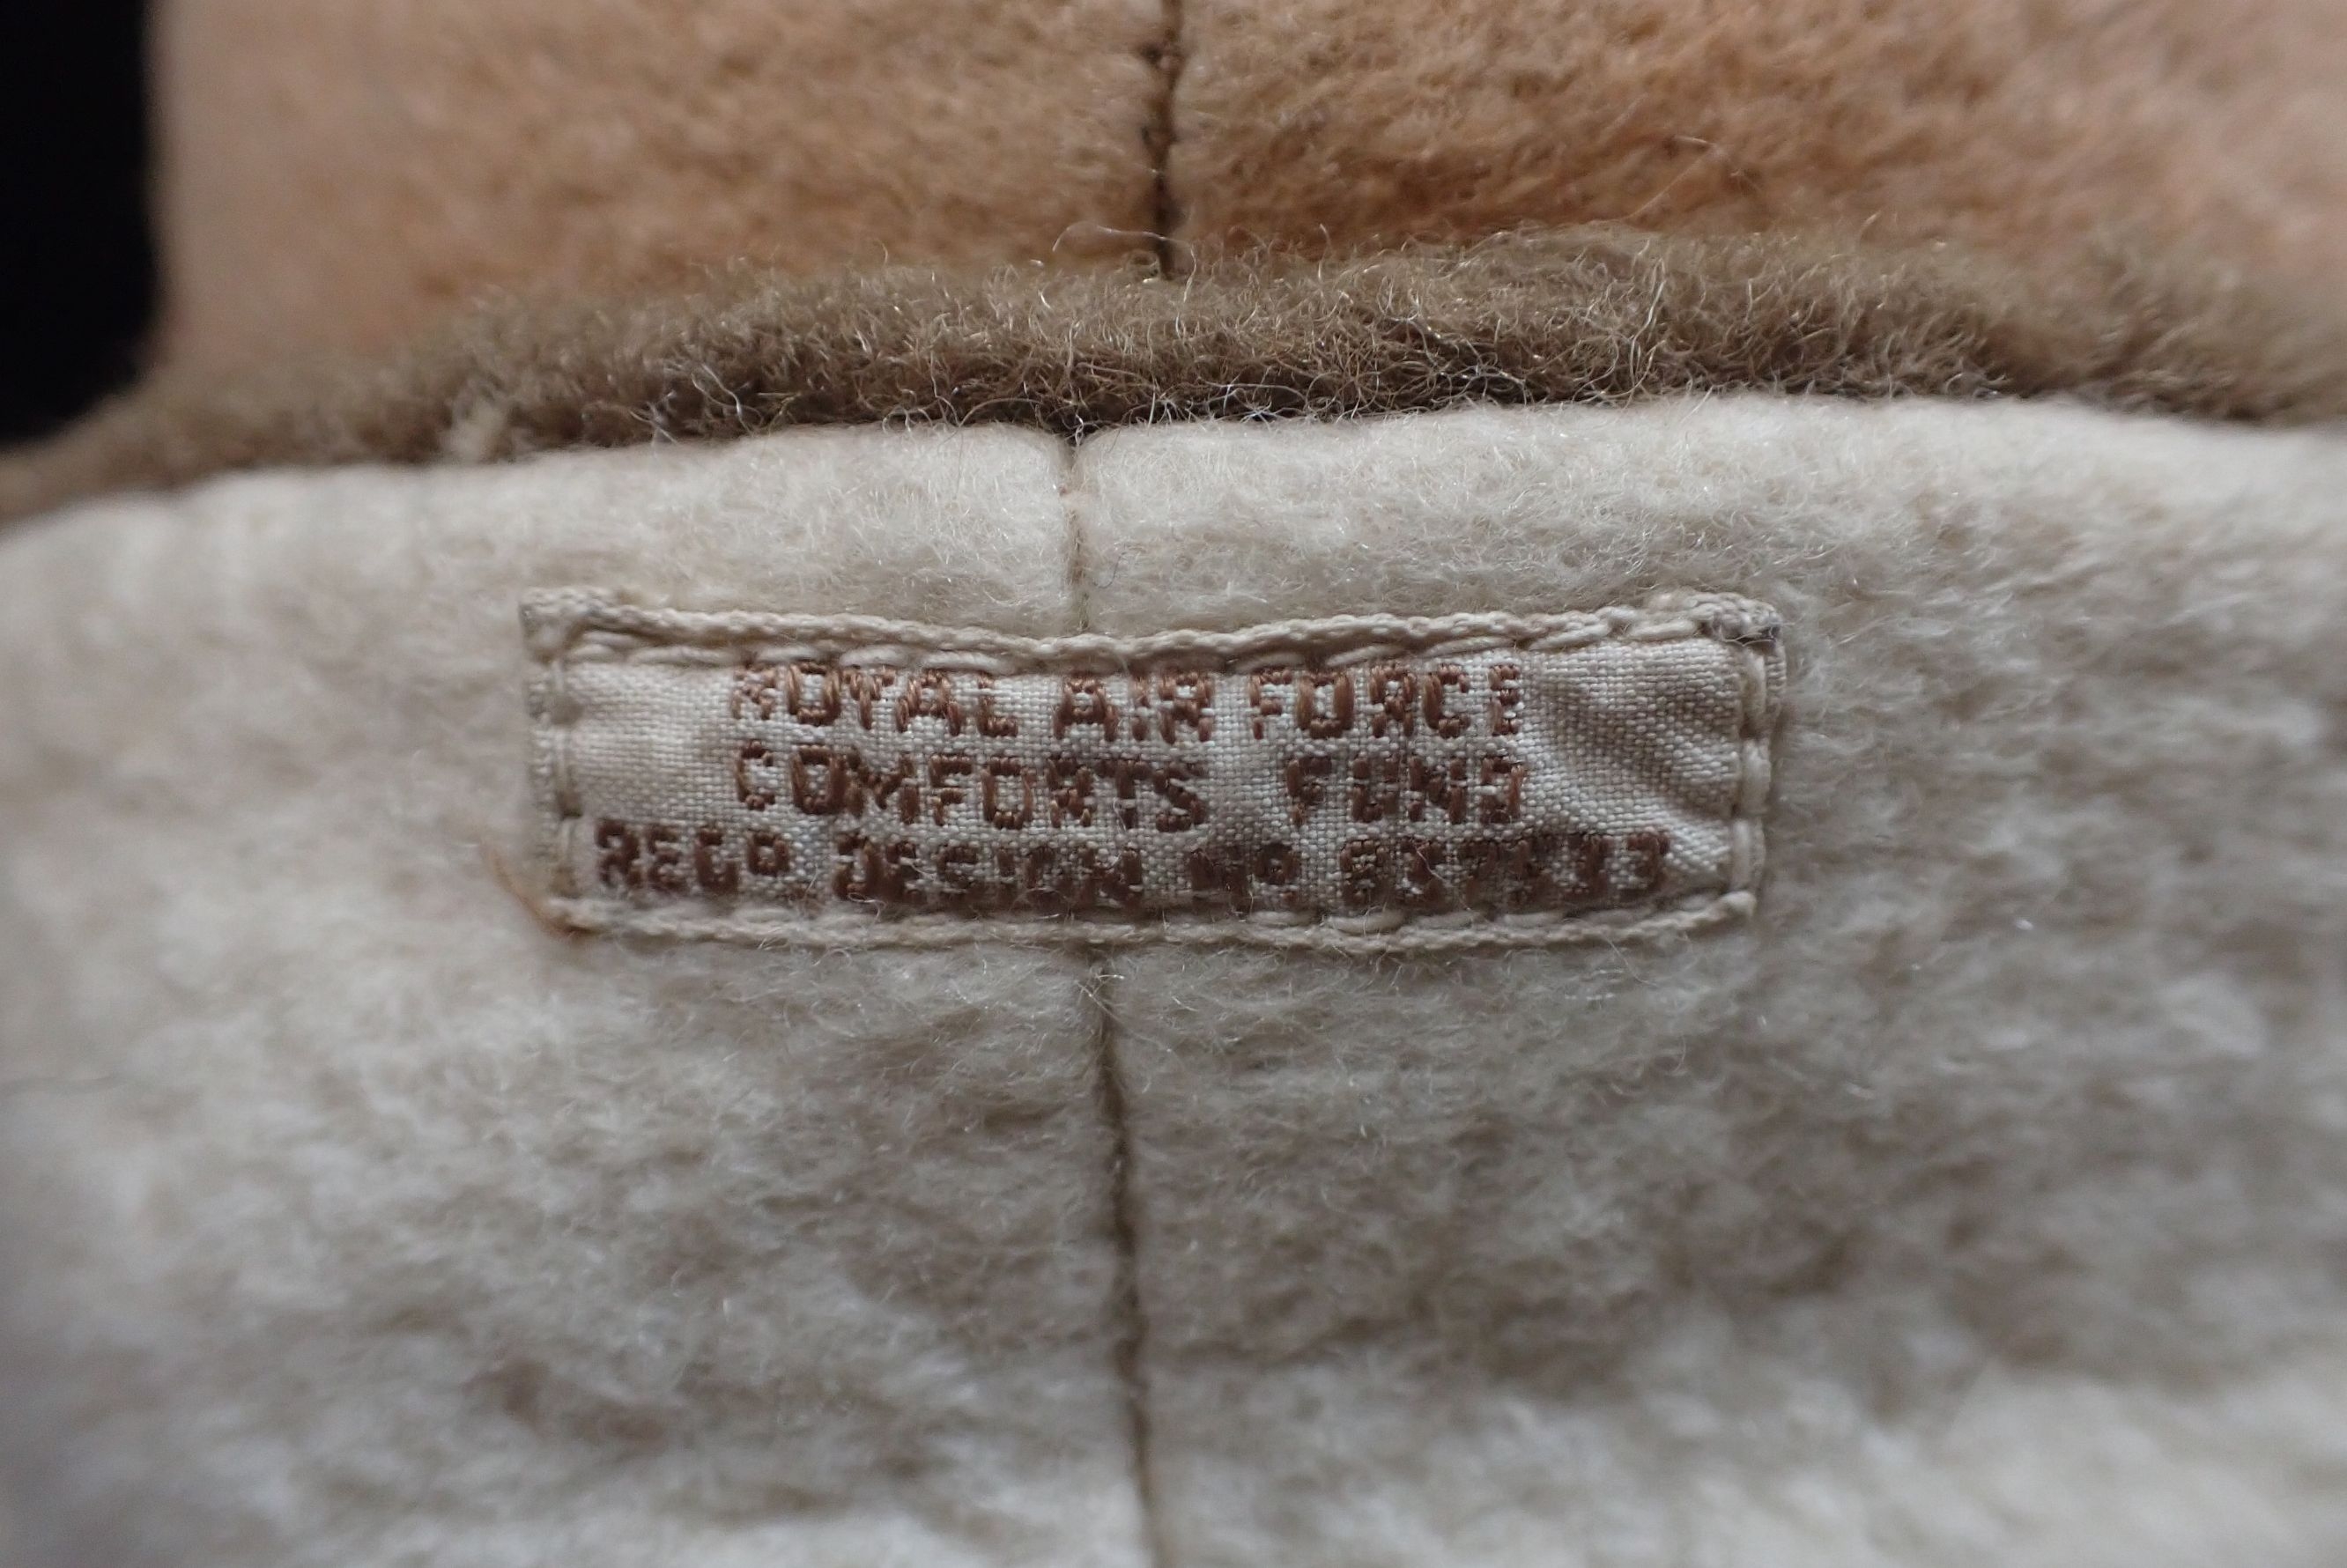 ROYAL AIR FORCE
COMFORTS FUND
REGD DESIGN No